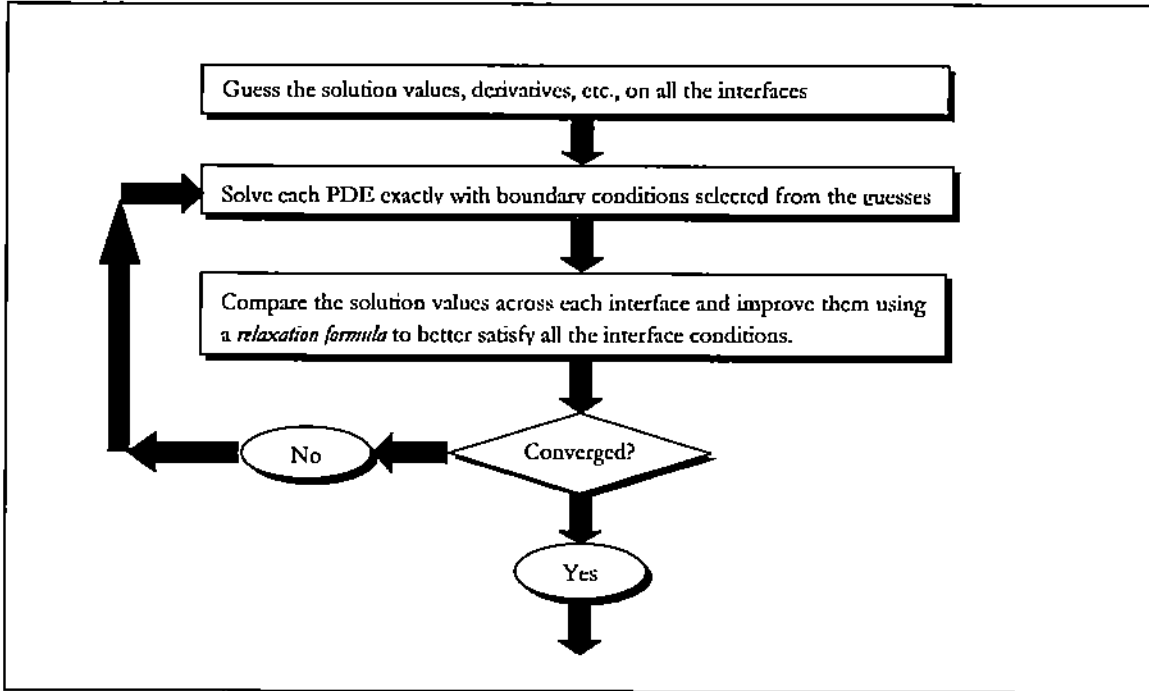 Guess the solution values, derivatives, etc., on all the interfaces
Solve each PDE exactly with boundary conditions selected from the guesses
Compare the solution values across each interface and improve them using
a relaxation formula to better satisfy all the interface conditions.
Converged?
No
Yes